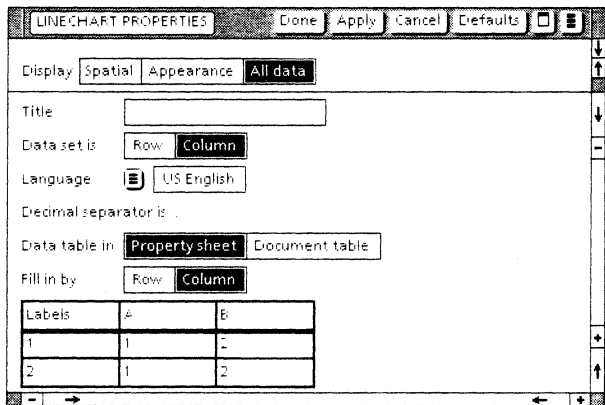 LINECHART PROPERTIES Done Apply Cancel Defaults
Display Spatial Appearance All data
Title
Data set is Row Column
Language US English
Decimal separator is .
Data table in Property sheet Document table
Fill in by Row Column
Labels A B
1 1 2
2 1 2